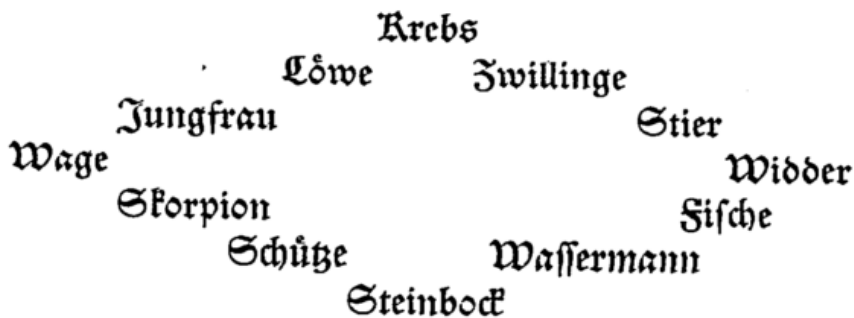 Krebs
Löwe Zwillinge
Jungfrau Stier
Wage Widder
Skorpion Fiſche
Schütze Waſſermann
Steinbock